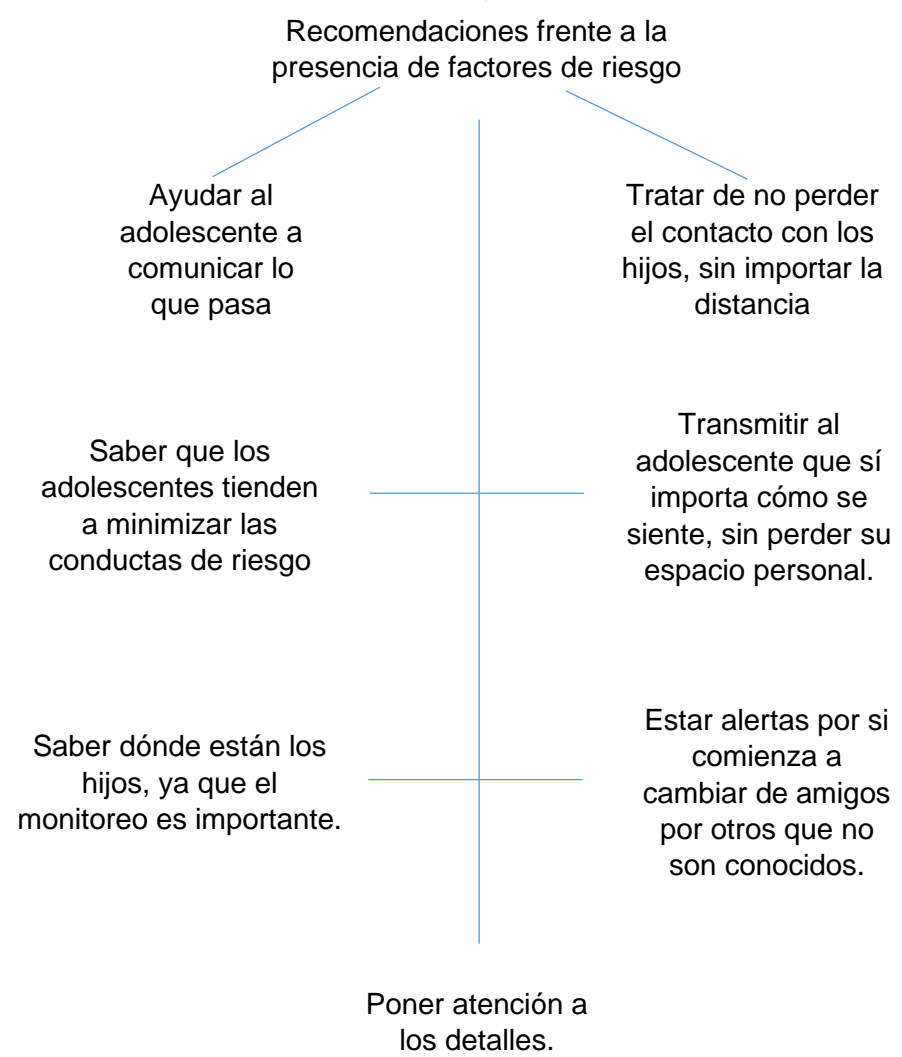 Recomendaciones frente a la
presencia de factores de riesgo
Ayudar al
adolescente a
comunicar lo
que pasa
Tratar de no perder
el contacto con los
hijos, sin importar la
distancia
Saber que los
adolescentes tienden
a minimizar las
conductas de riesgo
Transmitir al
adolescente que sí
importa cómo se
siente, sin perder su
espacio personal.
Saber dónde están los
hijos, ya que el
monitoreo es importante.
Estar alertas por si
comienza a
cambiar de amigos
por otros que no
son conocidos.
Poner atención a
los detalles.